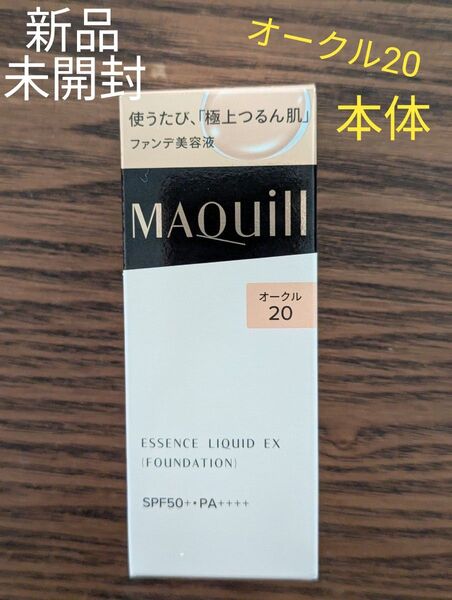 新品
未開封
オークル20
本体
使うたび、「極上つるん肌」
ファンデ美容液
MAQuill
オークル
20
ESSENCE LIQUID EX
(FOUNDATION)
SPF50+・PA++++